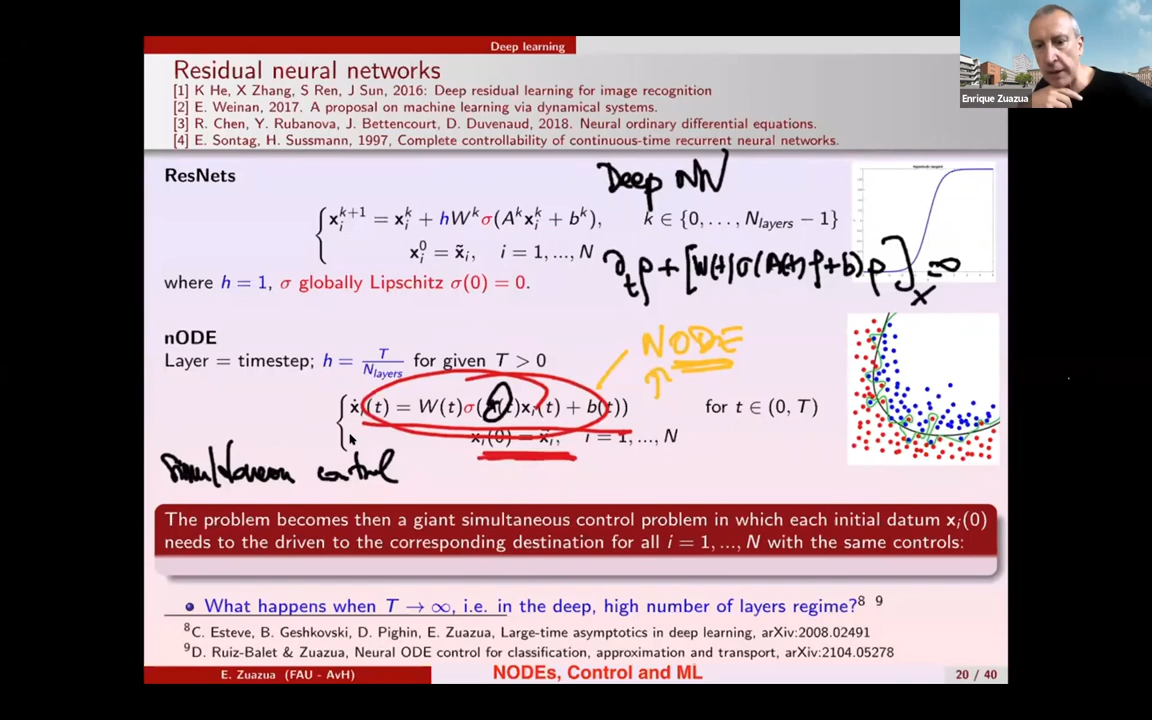 Deep learning
Residual neural networks
[1] K He, X Zhang, S Ren, J Sun, 2016: Deep residual learning for image recognition
[2] E. Weinan, 2017. A proposal on machine learning via dynamical systems.
[3] R. Chen, Y. Rubanova, J. Bettencourt, D. Duvenaud, 2018. Neural ordinary differential equations.
[4] E. Sontag, H. Sussmann, 1997, Complete controllability of continuous-time recurrent neural networks.
Enrique Zuazua
ResNets
Deep NN
x_i^{k+1} = x_i^k + hW^kσ(A^k x_i^k + b^k), k ∈ {0, . . . , N_layers − 1}
x_i^0 = x̃_i, i = 1, ..., N
∂_tρ + [W(t)σ(A(t)ρ+b)ρ]_x = 0
where h = 1, σ globally Lipschitz σ(0) = 0.
nODE
NODE
Layer = timestep; h = T/N_layers for given T > 0
ẋ_i(t) = W(t)σ( (t)x_i(t) + b(t)) for t ∈ (0, T)
x_i(0) = x̃_i, i = 1, ..., N
control
The problem becomes then a giant simultaneous control problem in which each initial datum x_i(0)
needs to the driven to the corresponding destination for all i = 1, ..., N with the same controls:
• What happens when T → ∞, i.e. in the deep, high number of layers regime?⁸ ⁹
⁸C. Esteve, B. Geshkovski, D. Pighin, E. Zuazua, Large-time asymptotics in deep learning, arXiv:2008.02491
⁹D. Ruiz-Balet & Zuazua, Neural ODE control for classification, approximation and transport, arXiv:2104.05278
E. Zuazua (FAU - AvH)
NODEs, Control and ML
20 / 40